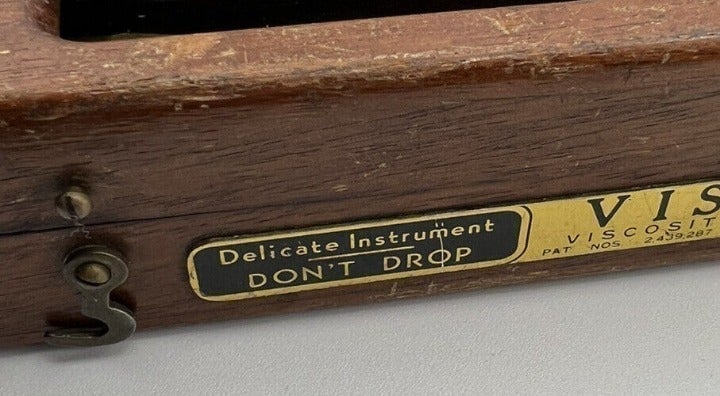 Delicate Instrument
DON'T DROP
VIS
VISCOSIT
PAT. NOS. 2,439,287